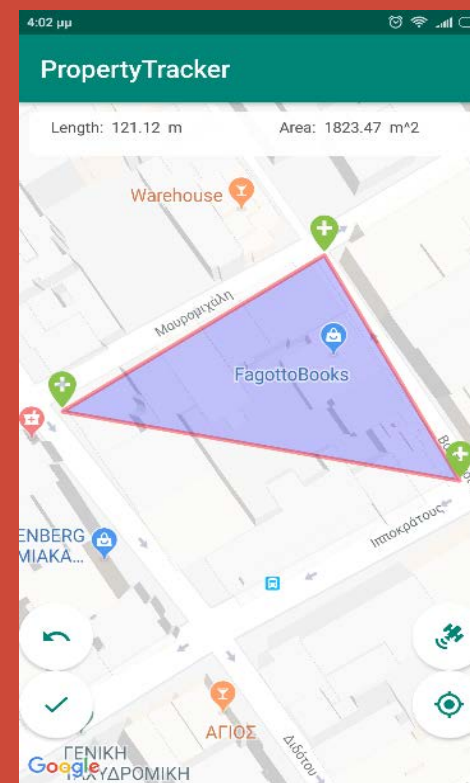 4:02 μμ
PropertyTracker
Length: 121.12 m
Area: 1823.47 m^2
Warehouse
Μαυρομιχάλη
FagottoBooks
Ιπποκράτους
ENBERG
ΜΙΑΚΑ...
ΑΓΙΟΣ
Διδότου
ΓΕΝΙΚΗ
Google
ΤΑΧΥΔΡΟΜΙΚΗ